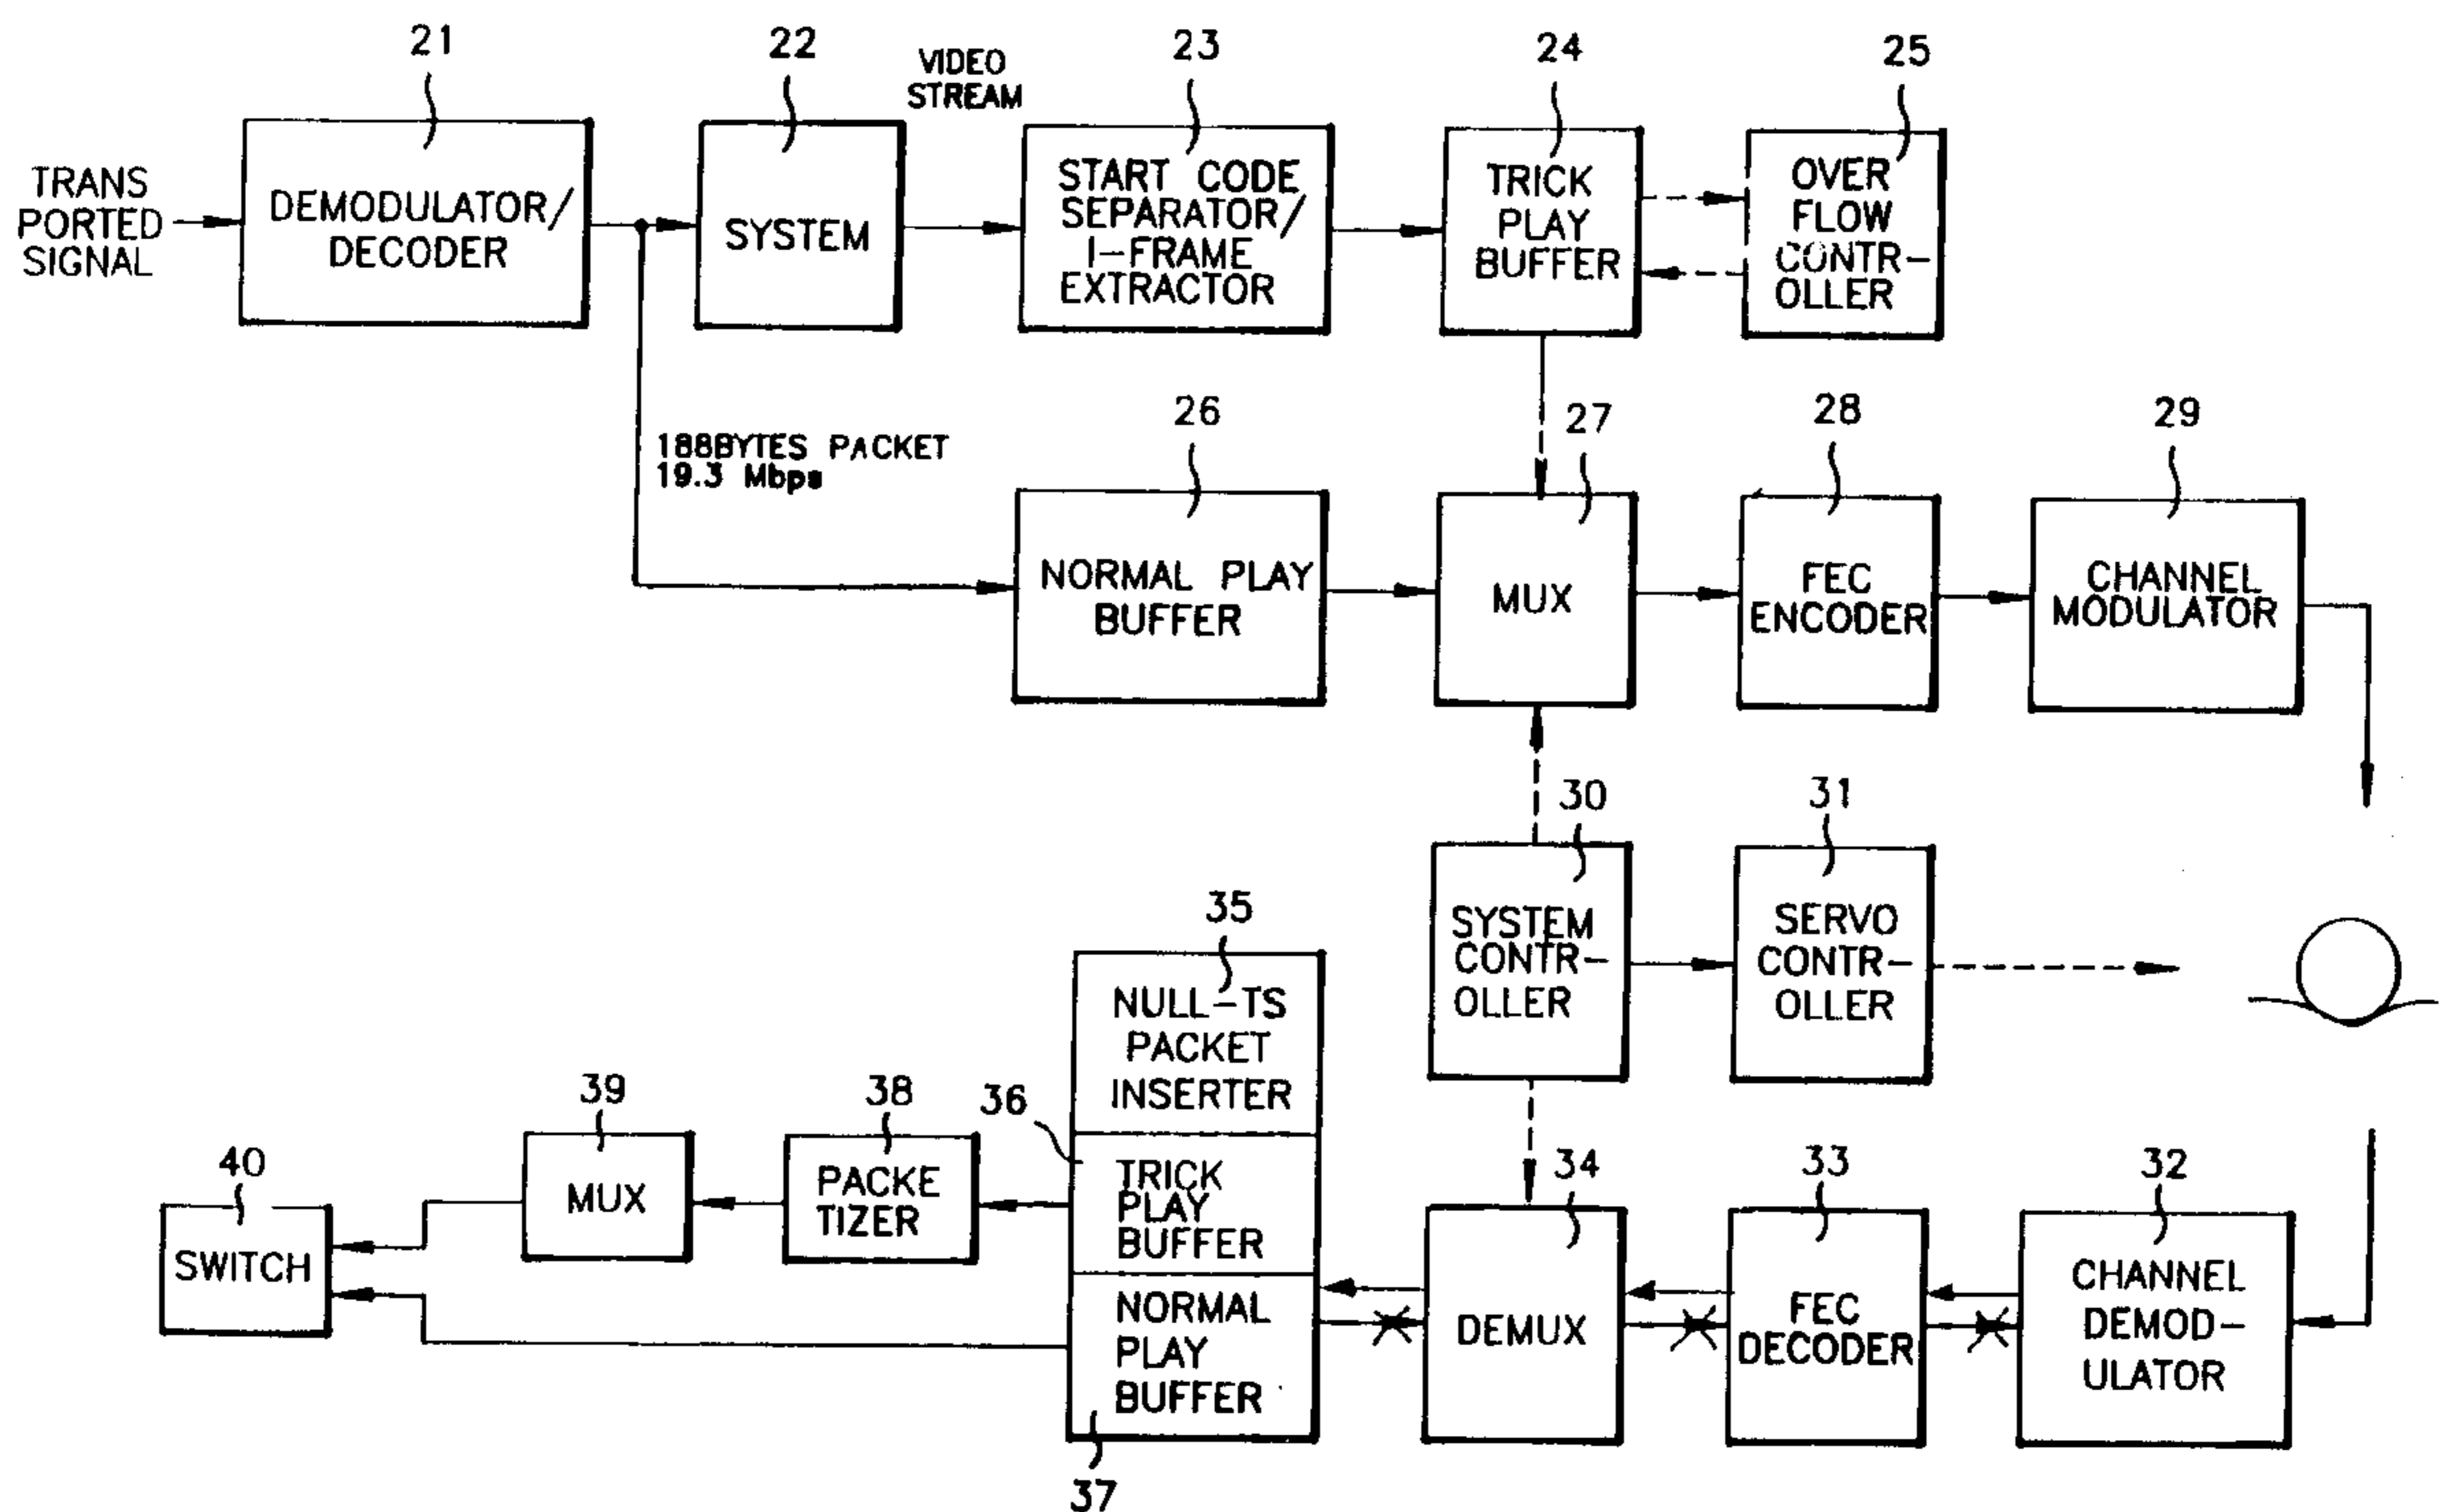 21
22
23
24
25
VIDEO
STREAM
TRANS
PORTED
SIGNAL
DEMODULATOR/
DECODER
SYSTEM
START CODE
SEPARATOR/
I-FRAME
EXTRACTOR
TRICK
PLAY
BUFFER
OVER
FLOW
CONTR-
OLLER
188BYTES PACKET
19.3 Mbps
26
27
28
29
NORMAL PLAY
BUFFER
MUX
FEC
ENCODER
CHANNEL
MODULATOR
30
31
SYSTEM
CONTR-
OLLER
SERVO
CONTR-
OLLER
35
NULL-TS
PACKET
INSERTER
36
TRICK
PLAY
BUFFER
NORMAL
PLAY
BUFFER
37
38
PACKE
TIZER
39
MUX
40
SWITCH
34
DEMUX
33
FEC
DECODER
32
CHANNEL
DEMOD-
ULATOR